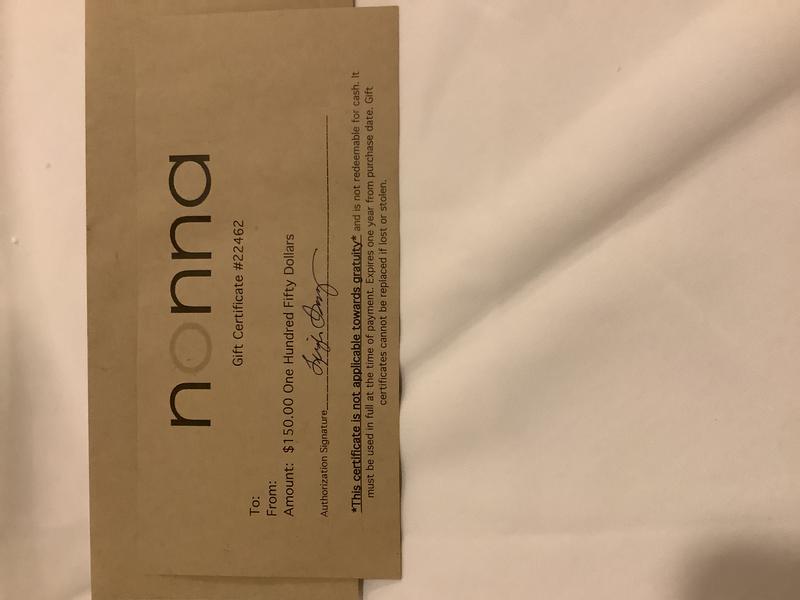 nonna
Gift Certificate #22462
To:
From:
Amount: $150.00 One Hundred Fifty Dollars
Authorization Signature
*This certificate is not applicable towards gratuity* and is not redeemable for cash. It
must be used in full at the time of payment. Expires one year from purchase date. Gift
certificates cannot be replaced if lost or stolen.